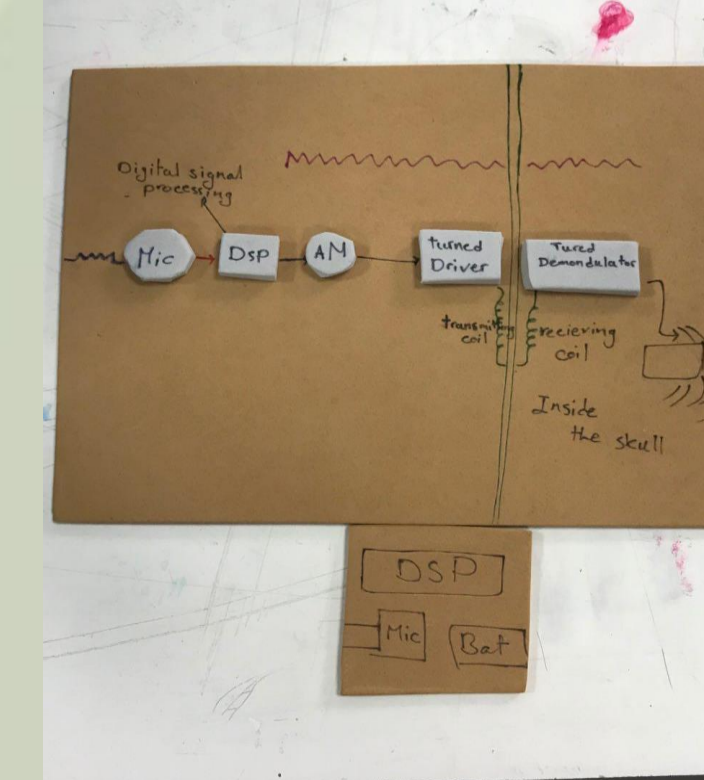 Digital signal
processing
Mic
Dsp
AM
turned
Driver
Tured
Demondulator
transmitting
coil
recieving
coil
Inside
the skull
DSP
Mic
Bat